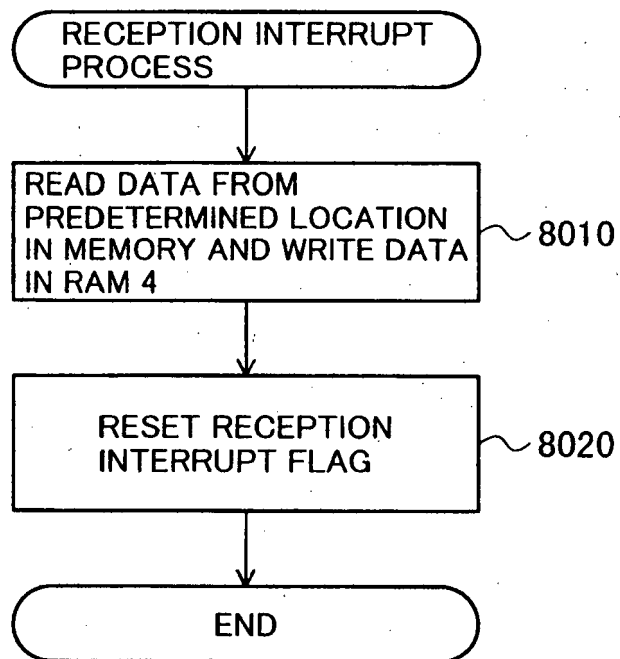 RECEPTION INTERRUPT
PROCESS
READ DATA FROM
PREDETERMINED LOCATION
IN MEMORY AND WRITE DATA
IN RAM 4
8010
RESET RECEPTION
INTERRUPT FLAG
8020
END